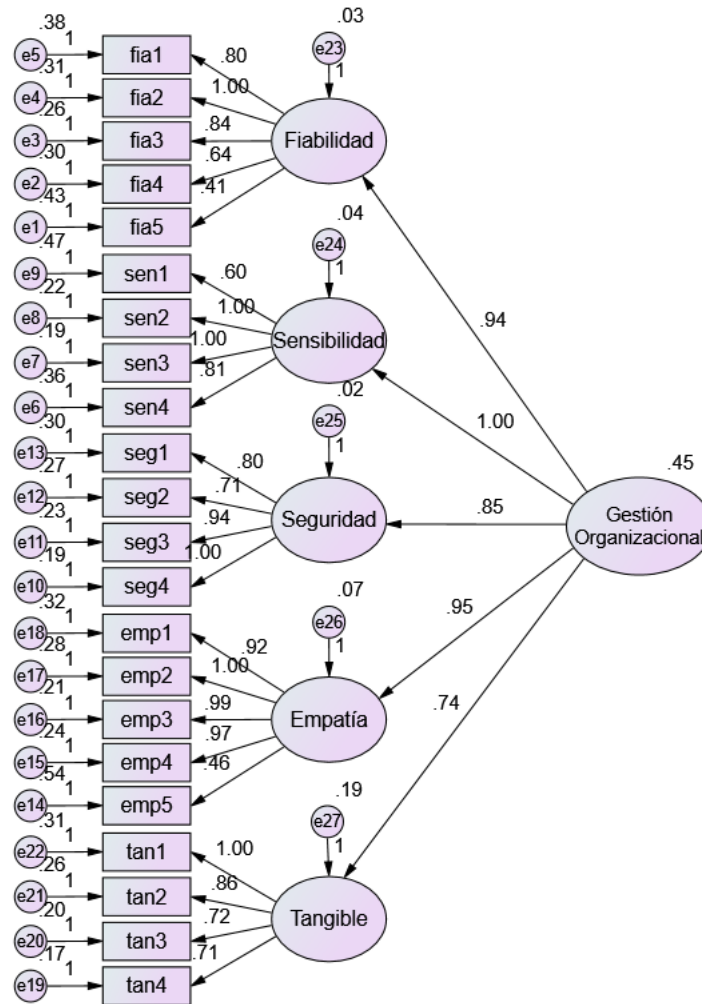 .38
e5 1 fia1
.31
e4 1 fia2
.26
e3 1 fia3
.30
e2 1 fia4
.43
e1 1 fia5
.80
1.00
.84
.64
.41
.03
e23
1
Fiabilidad
.47
e9 1 sen1
.22
e8 1 sen2
.19
e7 1 sen3
.36
e6 1 sen4
.60
1.00
1.00
.81
.04
e24
1
Sensibilidad
.30
e13 1 seg1
.27
e12 1 seg2
.23
e11 1 seg3
.19
e10 1 seg4
.80
.71
.94
1.00
.02
e25
1
Seguridad
.32
e18 1 emp1
.28
e17 1 emp2
.21
e16 1 emp3
.24
e15 1 emp4
.54
e14 1 emp5
.92
1.00
.99
.97
.46
.07
e26
1
Empatía
.31
e22 1 tan1
.26
e21 1 tan2
.20
e20 1 tan3
.17
e19 1 tan4
1.00
.86
.72
.71
.19
e27
1
Tangible
.94
1.00
.85
.95
.74
.45
Gestión
Organizacional